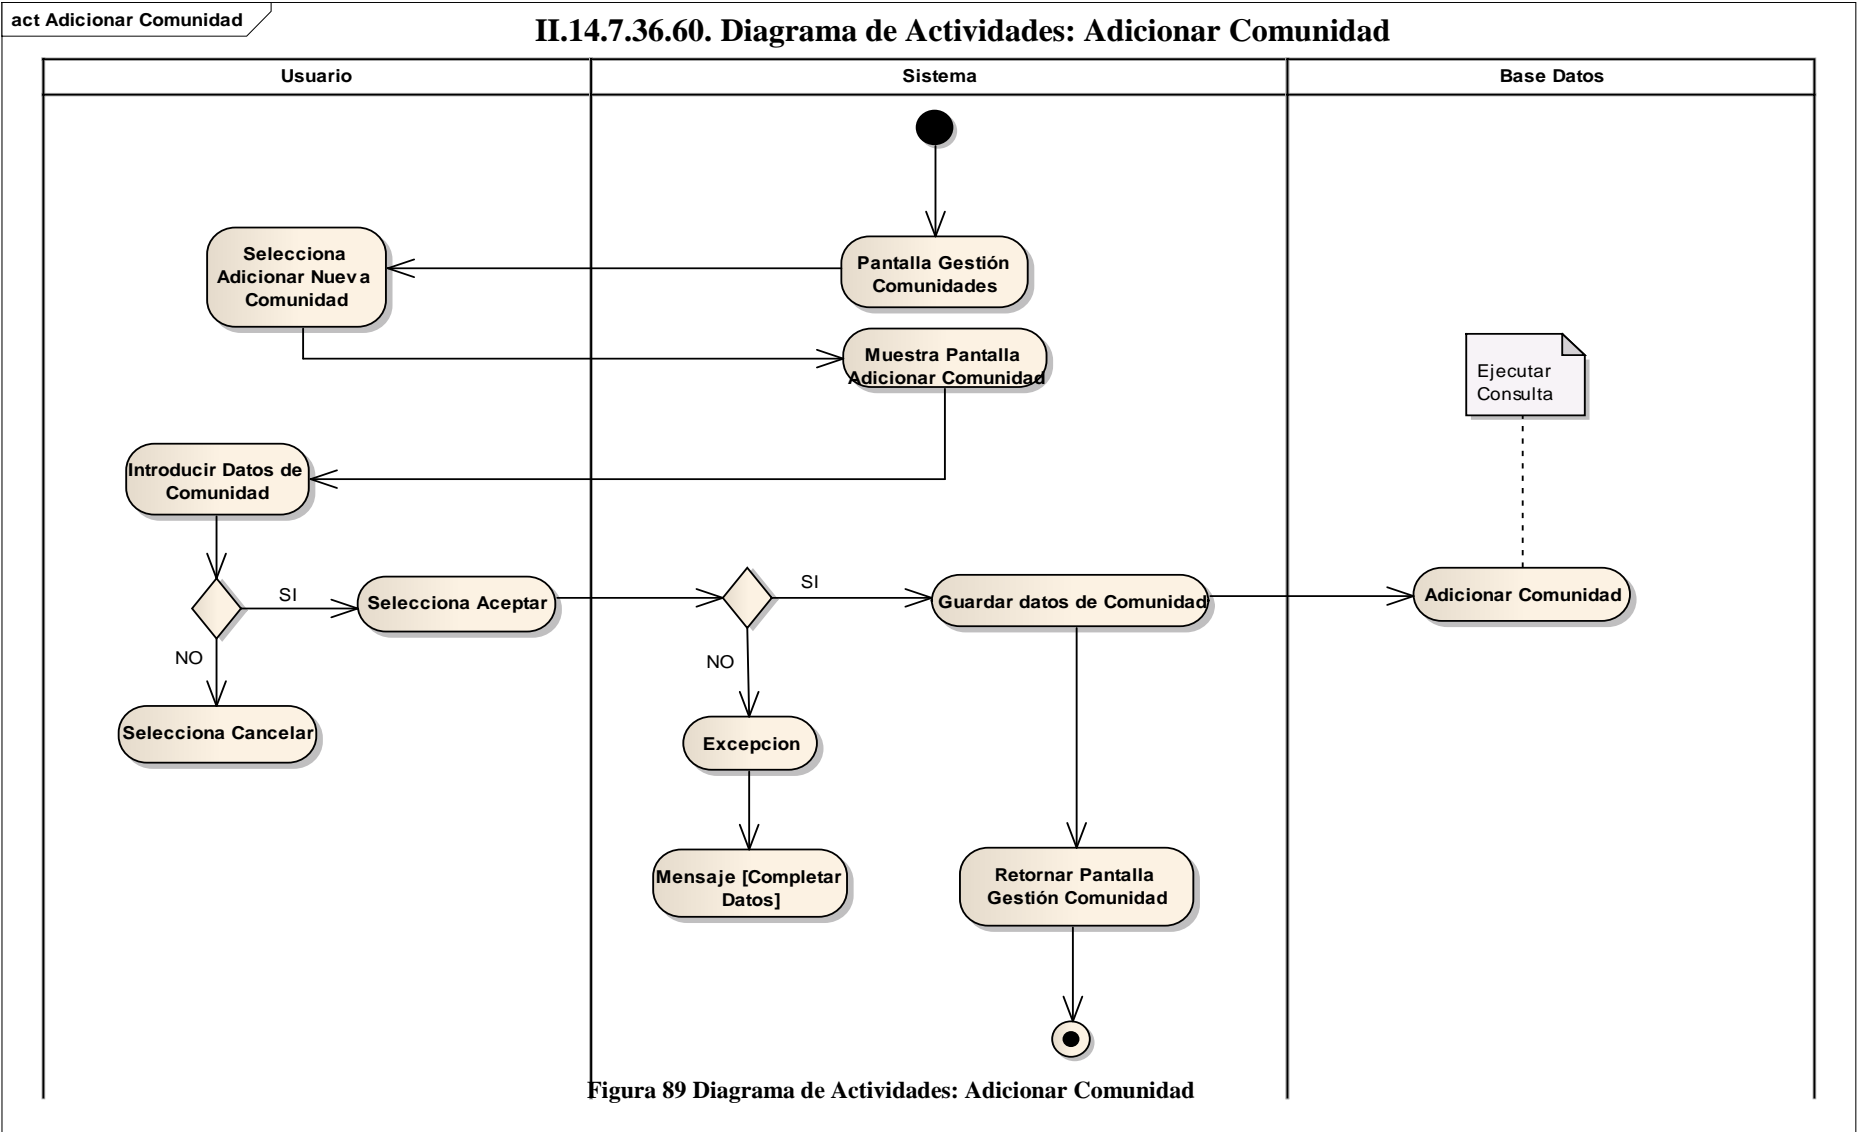 act Adicionar Comunidad
II.14.7.36.60. Diagrama de Actividades: Adicionar Comunidad
Usuario
Sistema
Base Datos
Selecciona
Adicionar Nueva
Comunidad
Pantalla Gestión
Comunidades
Muestra Pantalla
Adicionar Comunidad
Ejecutar
Consulta
Introducir Datos de
Comunidad
SI
Selecciona Aceptar
SI
Guardar datos de Comunidad
Adicionar Comunidad
NO
NO
Selecciona Cancelar
Excepcion
Mensaje [Completar
Datos]
Retornar Pantalla
Gestión Comunidad
Figura 89 Diagrama de Actividades: Adicionar Comunidad